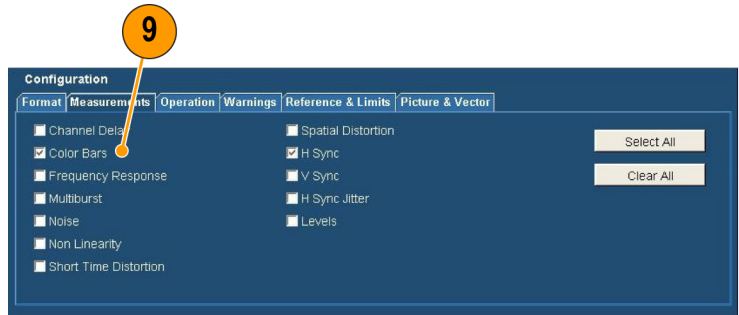 9
Configuration
Format Measurements Operation Warnings Reference & Limits Picture & Vector
Channel Delay
Color Bars
Frequency Response
Multiburst
Noise
Non Linearity
Short Time Distortion
Spatial Distortion
H Sync
V Sync
H Sync Jitter
Levels
Select All
Clear All